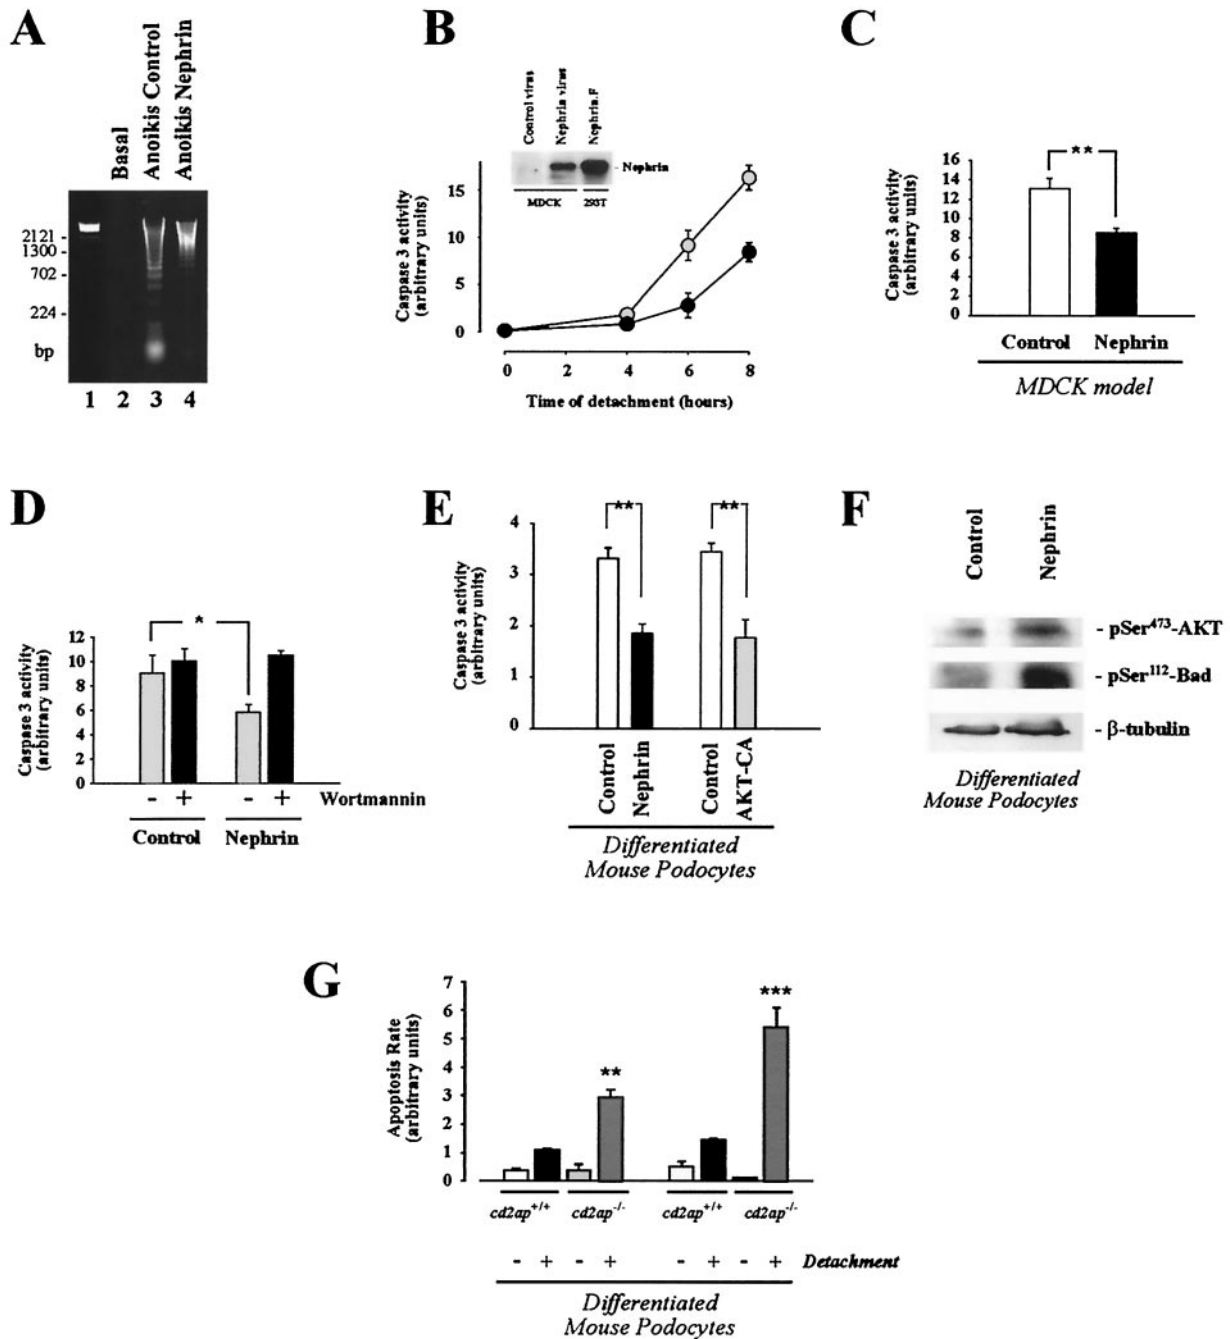 A
Basal
Anoikis Control
Anoikis Nephrin
2121 -
1300 -
702 -
224 -
bp
1 2 3 4
B
Control virus
Nephrin virus
Nephrin.F
- Nephrin
MDCK 293T
Caspase 3 activity
(arbitrary units)
15
10
5
0
0 2 4 6 8
Time of detachment (hours)
C
**
Caspase 3 activity
(arbitrary units)
16
14
12
10
8
6
4
2
0
Control Nephrin
MDCK model
D
*
Caspase 3 activity
(arbitrary units)
12
10
8
6
4
2
0
- + - + Wortmannin
Control Nephrin
E
** **
Caspase 3 activity
(arbitrary units)
4
3
2
1
0
Control
Nephrin
Control
AKT-CA
Differentiated
Mouse Podocytes
F
Control
Nephrin
- pSer473-AKT
- pSer112-Bad
- β-tubulin
Differentiated
Mouse Podocytes
G
Apoptosis Rate
(arbitrary units)
7
6
5
4
3
2
1
0
**
***
cd2ap+/+ cd2ap-/- cd2ap+/+ cd2ap-/-
- + - + - + - + Detachment
Differentiated
Mouse Podocytes